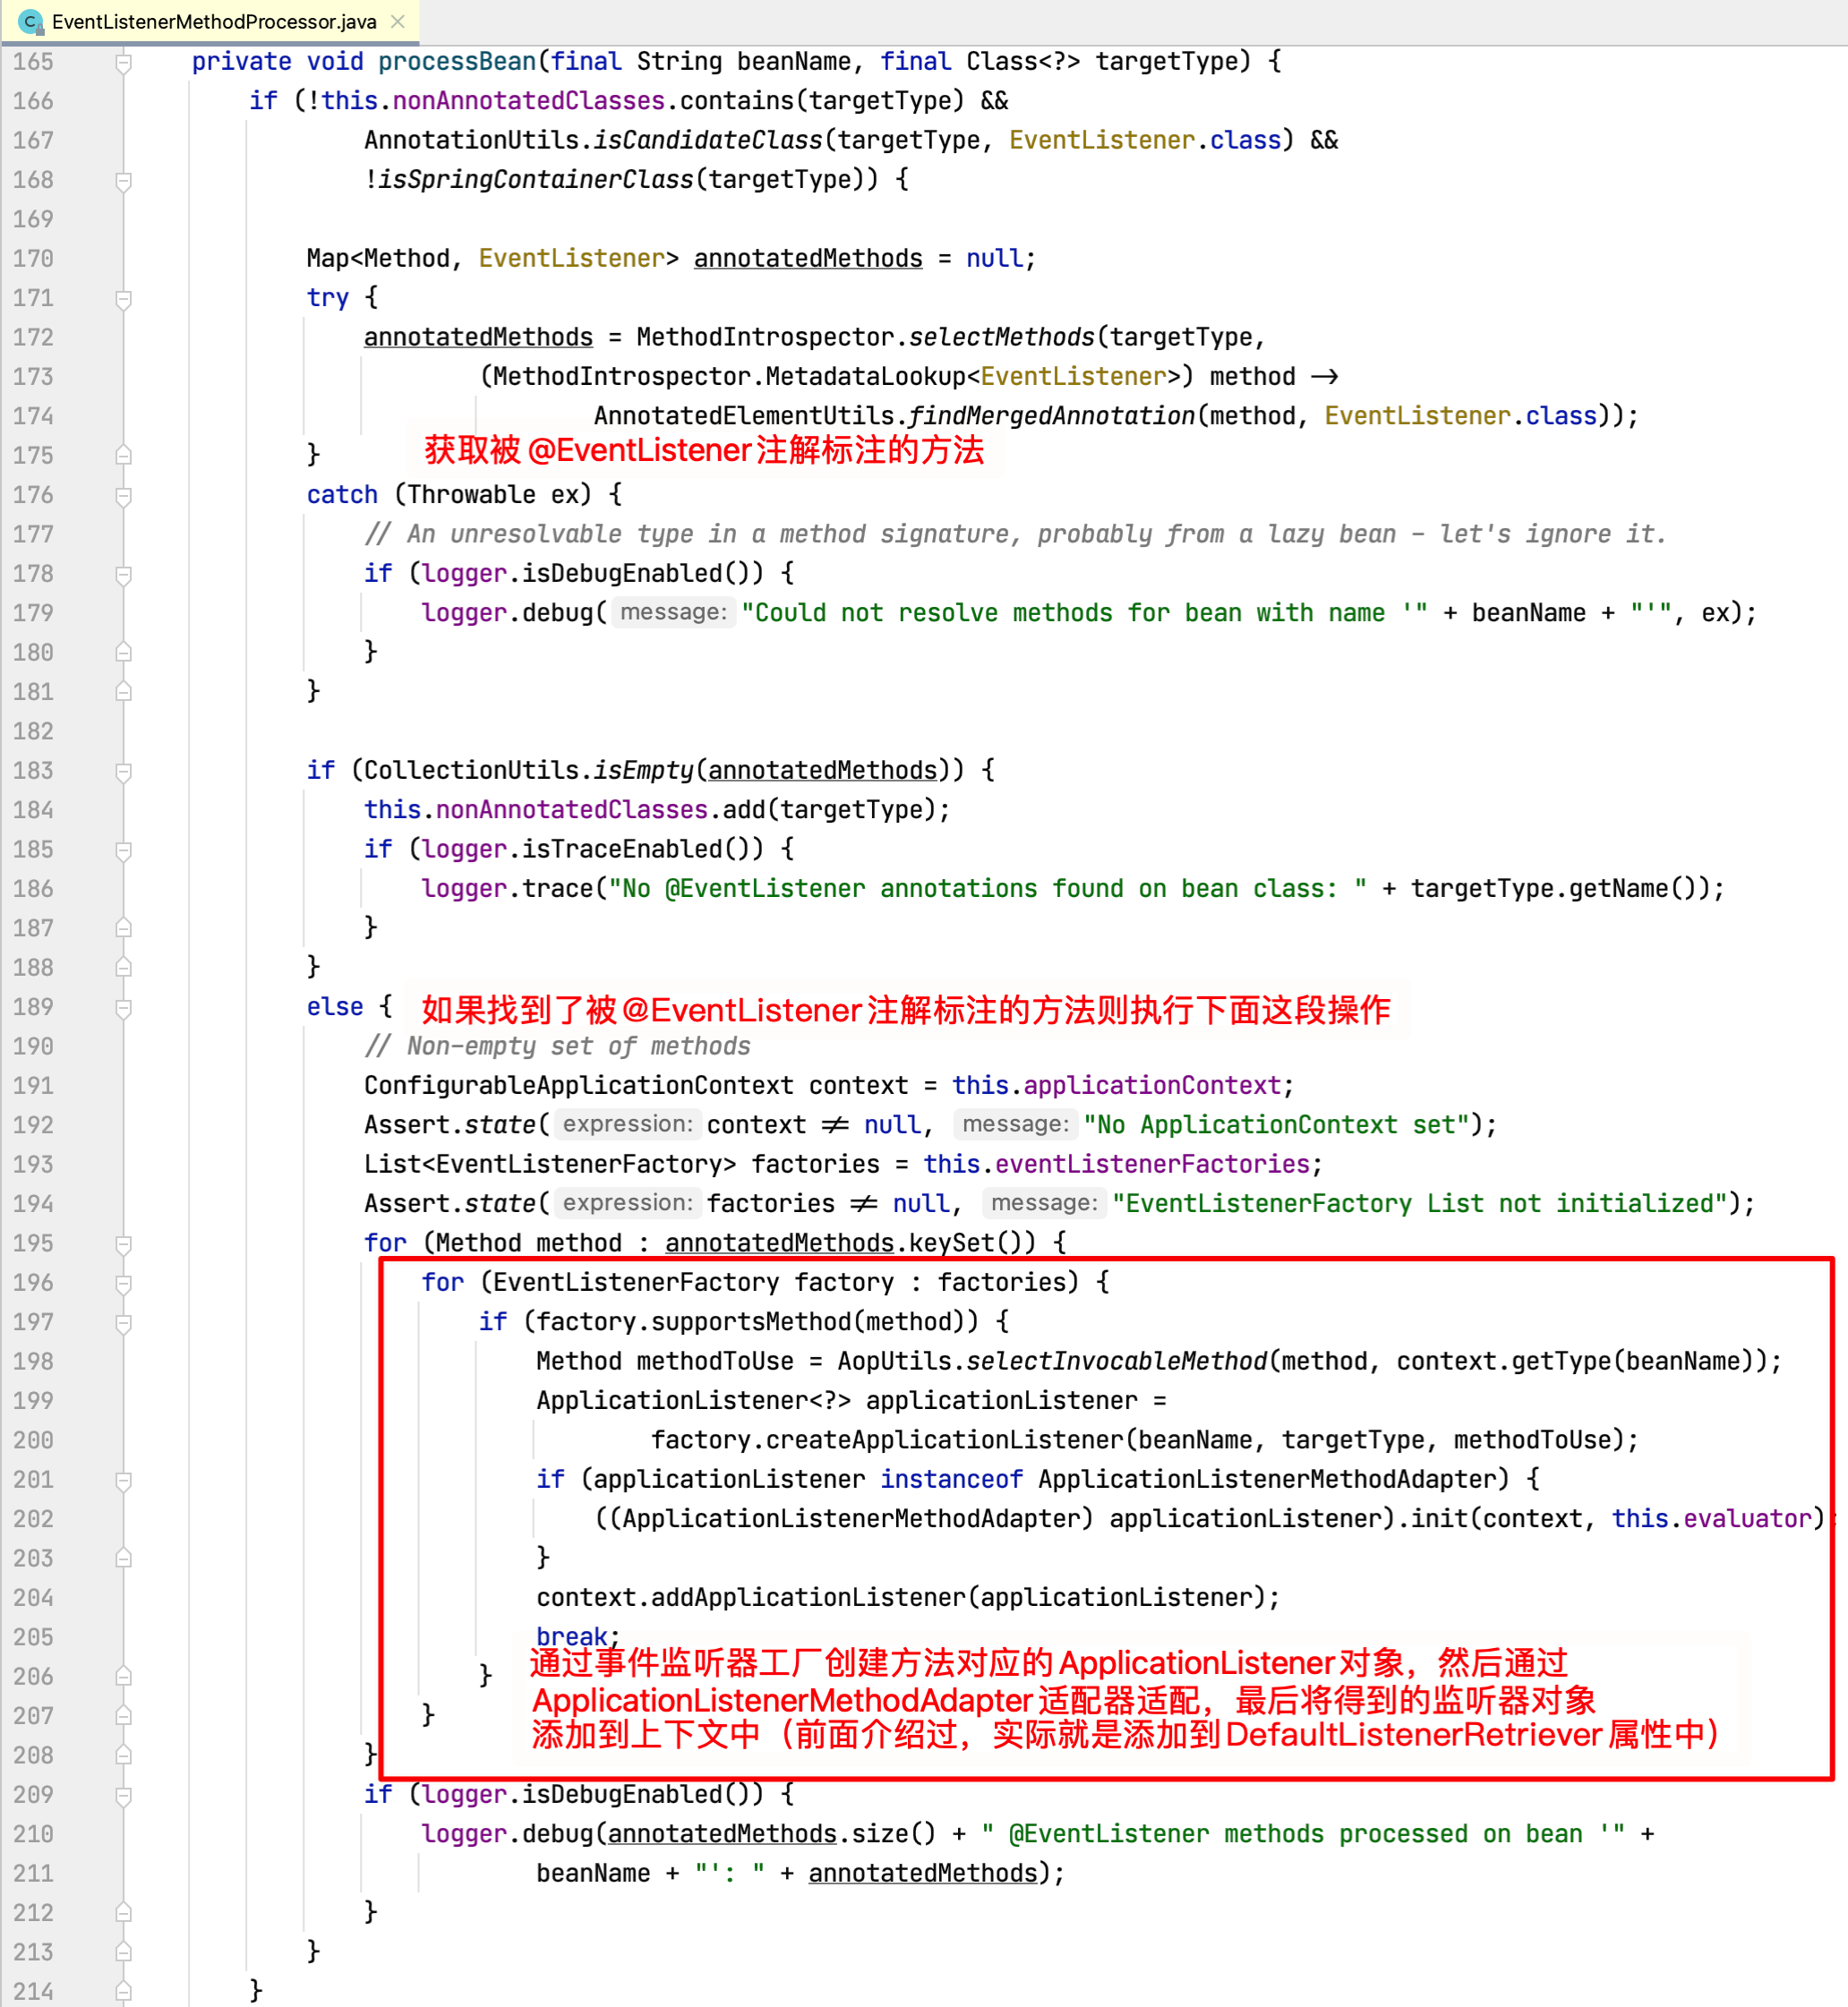 EventListenerMethodProcessor.java
165 private void processBean(final String beanName, final Class<?> targetType) {
166 if (!this.nonAnnotatedClasses.contains(targetType) &&
167 AnnotationUtils.isCandidateClass(targetType, EventListener.class) &&
168 !isSpringContainerClass(targetType)) {
169
170 Map<Method, EventListener> annotatedMethods = null;
171 try {
172 annotatedMethods = MethodIntrospector.selectMethods(targetType,
173 (MethodIntrospector.MetadataLookup<EventListener>) method ->
174 AnnotatedElementUtils.findMergedAnnotation(method, EventListener.class));
175 } 获取被@EventListener注解标注的方法
176 catch (Throwable ex) {
177 // An unresolvable type in a method signature, probably from a lazy bean - let's ignore it.
178 if (logger.isDebugEnabled()) {
179 logger.debug( message: "Could not resolve methods for bean with name '" + beanName + "'", ex);
180 }
181 }
182
183 if (CollectionUtils.isEmpty(annotatedMethods)) {
184 this.nonAnnotatedClasses.add(targetType);
185 if (logger.isTraceEnabled()) {
186 logger.trace("No @EventListener annotations found on bean class: " + targetType.getName());
187 }
188 }
189 else { 如果找到了被@EventListener注解标注的方法则执行下面这段操作
190 // Non-empty set of methods
191 ConfigurableApplicationContext context = this.applicationContext;
192 Assert.state( expression: context != null, message: "No ApplicationContext set");
193 List<EventListenerFactory> factories = this.eventListenerFactories;
194 Assert.state( expression: factories != null, message: "EventListenerFactory List not initialized");
195 for (Method method : annotatedMethods.keySet()) {
196 for (EventListenerFactory factory : factories) {
197 if (factory.supportsMethod(method)) {
198 Method methodToUse = AopUtils.selectInvocableMethod(method, context.getType(beanName));
199 ApplicationListener<?> applicationListener =
200 factory.createApplicationListener(beanName, targetType, methodToUse);
201 if (applicationListener instanceof ApplicationListenerMethodAdapter) {
202 ((ApplicationListenerMethodAdapter) applicationListener).init(context, this.evaluator);
203 }
204 context.addApplicationListener(applicationListener);
205 break;
通过事件监听器工厂创建方法对应的ApplicationListener对象，然后通过
206 }
ApplicationListenerMethodAdapter适配器适配，最后将得到的监听器对象
207 }
添加到上下文中（前面介绍过，实际就是添加到DefaultListenerRetriever属性中）
208 }
209 if (logger.isDebugEnabled()) {
210 logger.debug(annotatedMethods.size() + " @EventListener methods processed on bean '" +
211 beanName + "': " + annotatedMethods);
212 }
213 }
214 }